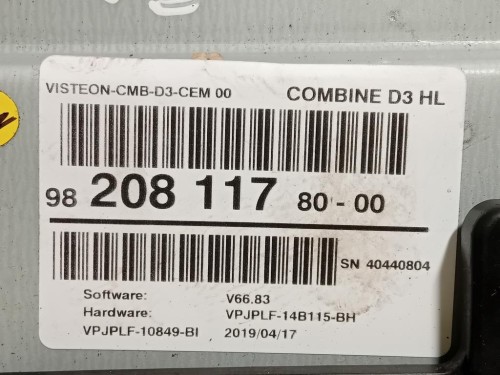 VISTEON-CMB-D3-CEM 00 COMBINE D3 HL
98 208 117 80 - 00
SN 40440804
Software: V66.83
Hardware: VPJPLF-14B115-BH
VPJPLF-10849-BI 2019/04/17